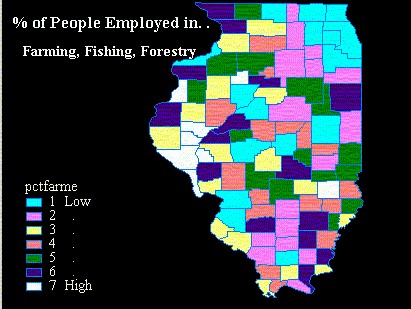 % of People Employed in. .
Farming, Fishing, Forestry
pctfarme
1 Low
2 .
3 .
4 .
5 .
6
7 High